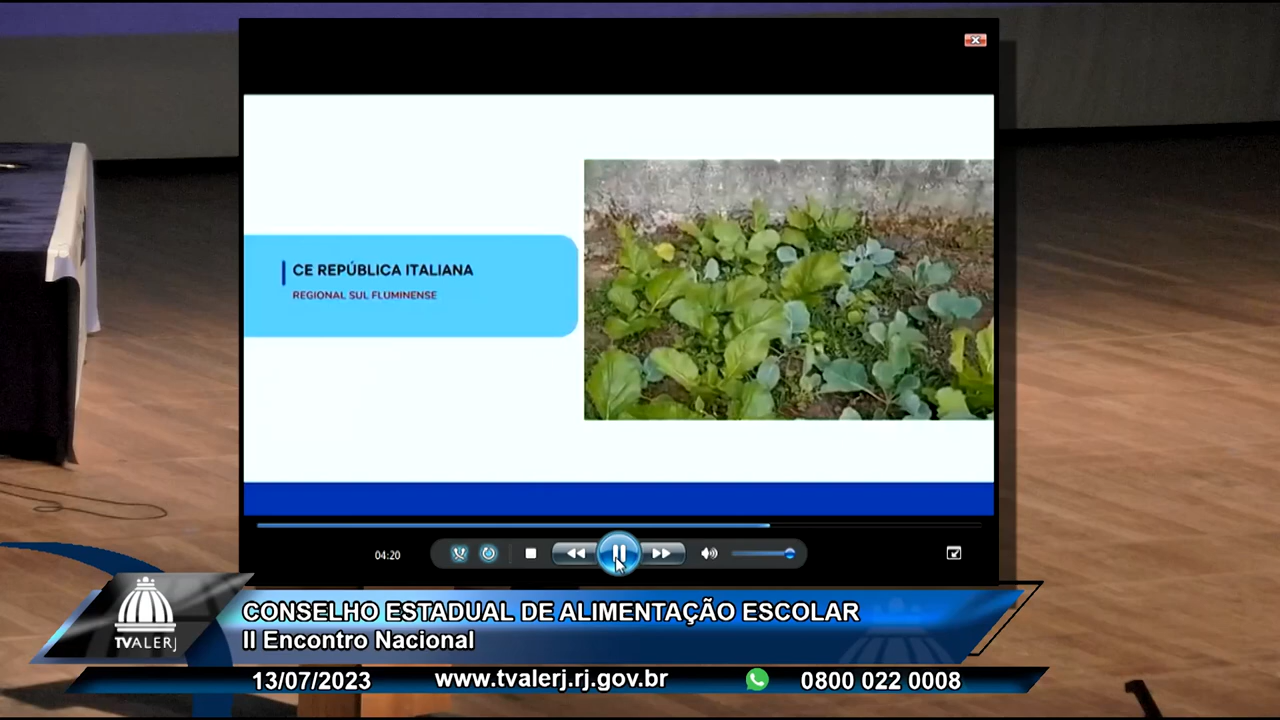 CE REPÚBLICA ITALIANA
REGIONAL SUL FLUMINENSE
04:20
TVALERJ
CONSELHO ESTADUAL DE ALIMENTAÇÃO ESCOLAR
II Encontro Nacional
13/07/2023 www.tvalerj.rj.gov.br 0800 022 0008